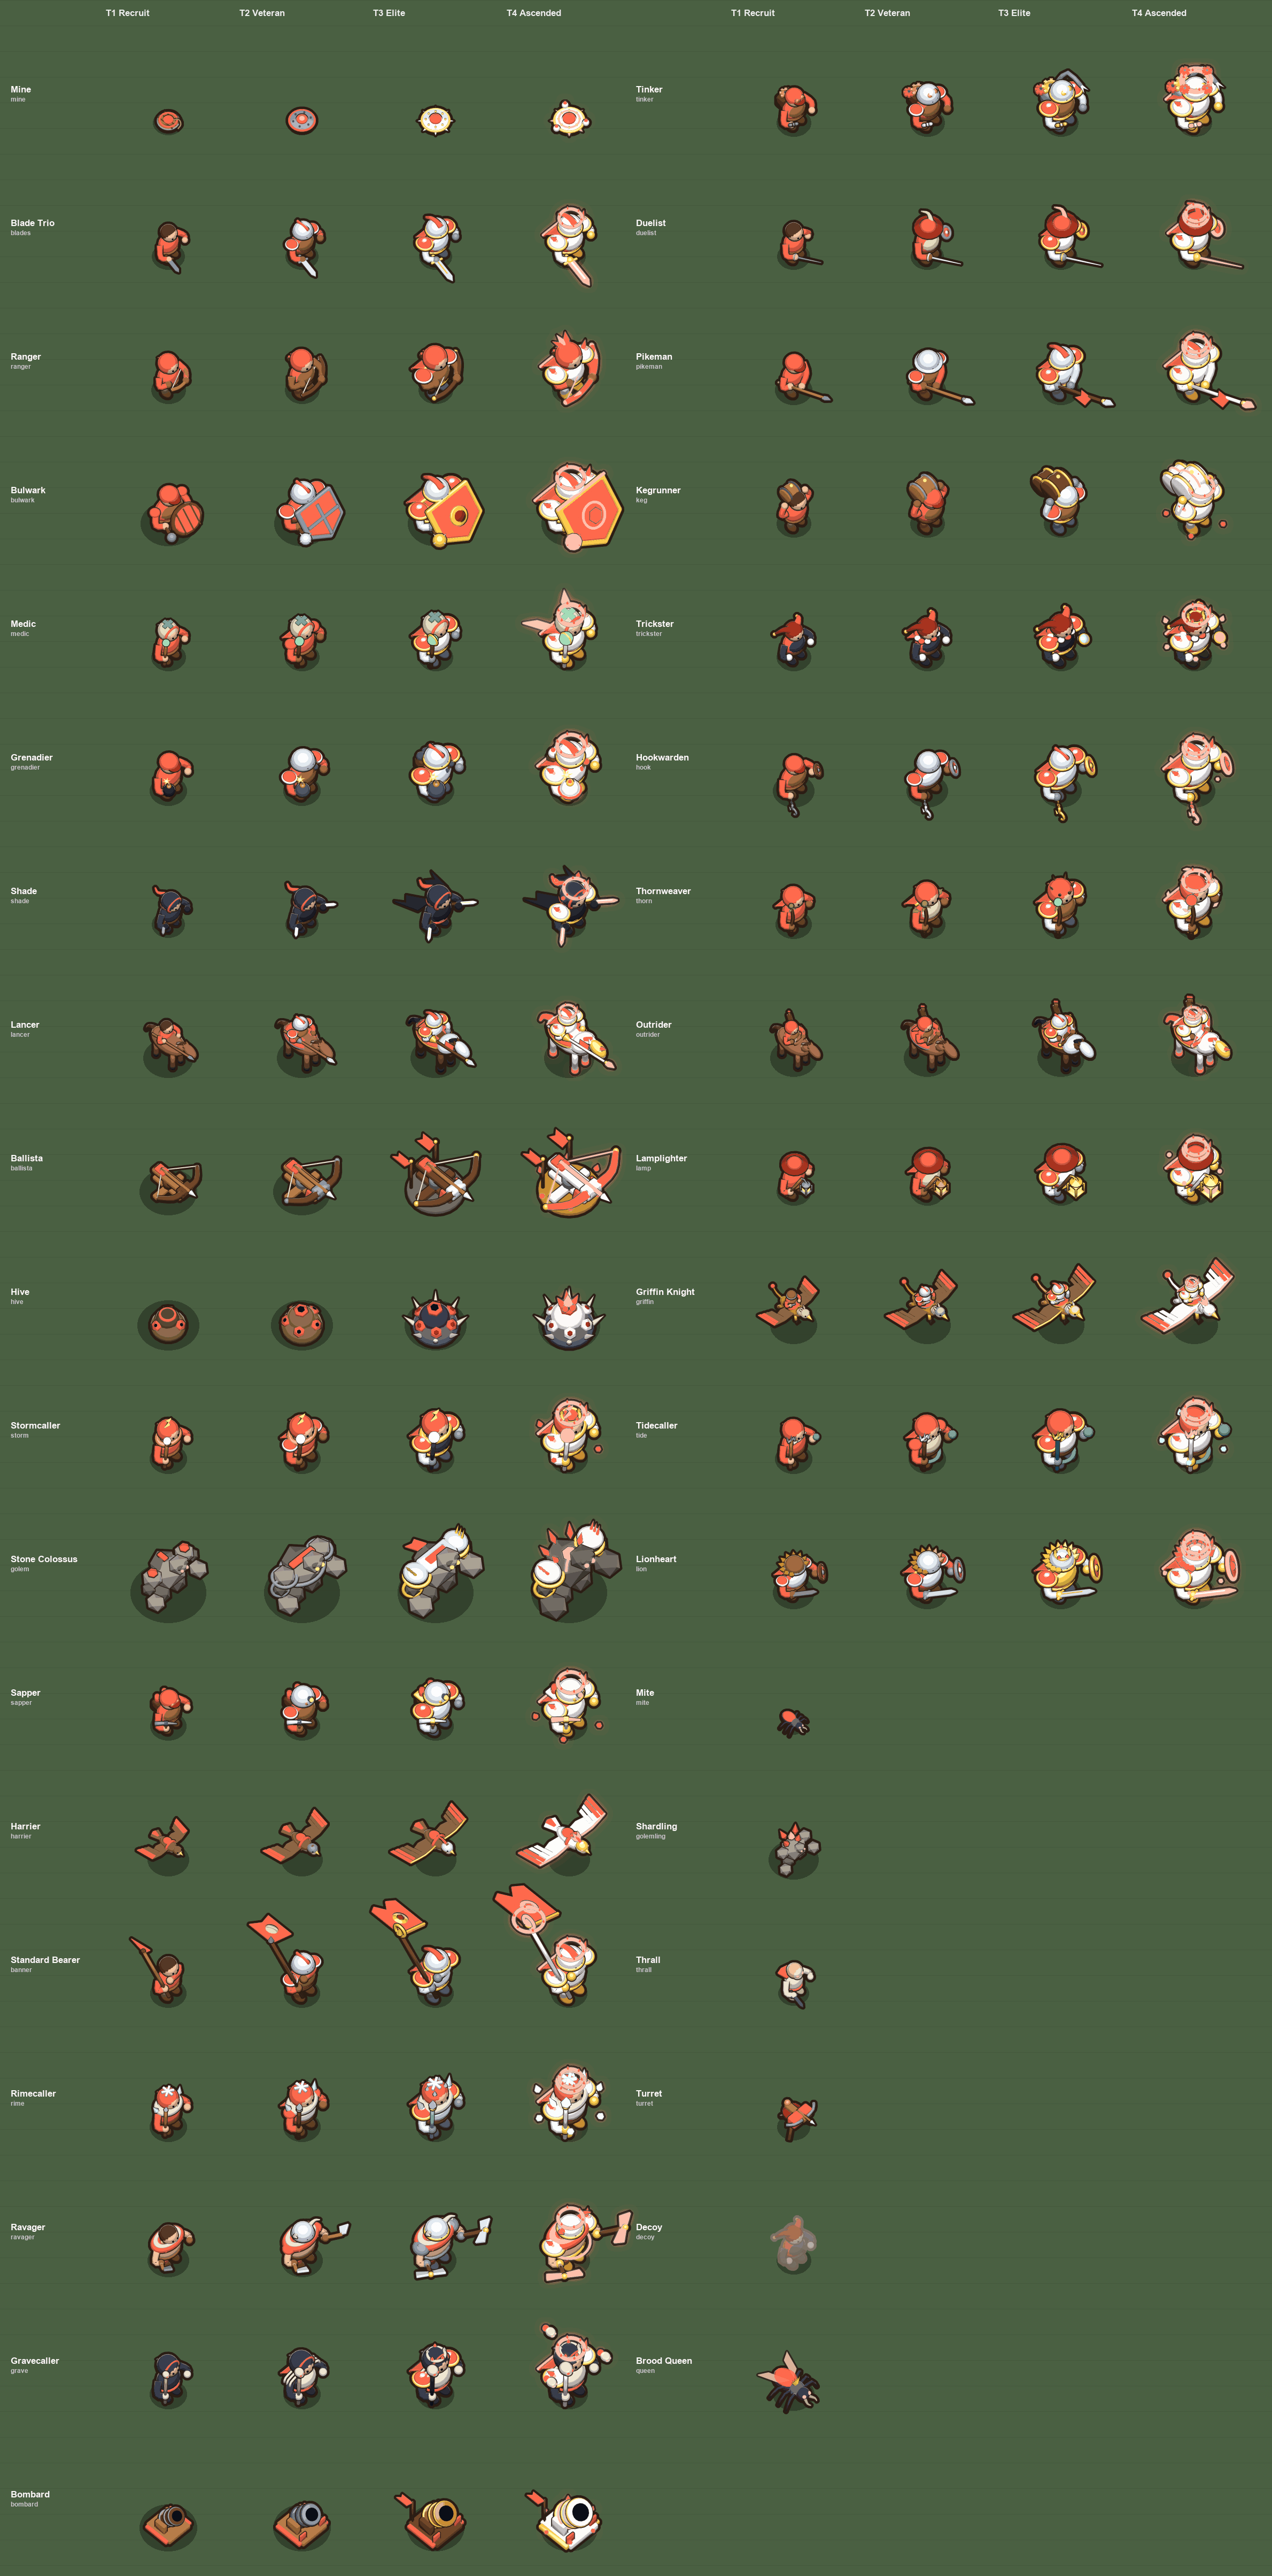 T1 Recruit T2 Veteran T3 Elite T4 Ascended T1 Recruit T2 Veteran T3 Elite T4 Ascended
Mine
mine
Tinker
tinker
Blade Trio
blades
Duelist
duelist
Ranger
ranger
Pikeman
pikeman
Bulwark
bulwark
Kegrunner
keg
Medic
medic
Trickster
trickster
Grenadier
grenadier
Hookwarden
hook
Shade
shade
Thornweaver
thorn
Lancer
lancer
Outrider
outrider
Ballista
ballista
Lamplighter
lamp
Hive
hive
Griffin Knight
griffin
Stormcaller
storm
Tidecaller
tide
Stone Colossus
golem
Lionheart
lion
Sapper
sapper
Mite
mite
Harrier
harrier
Shardling
golemling
Standard Bearer
banner
Thrall
thrall
Rimecaller
rime
Turret
turret
Ravager
ravager
Decoy
decoy
Gravecaller
grave
Brood Queen
queen
Bombard
bombard